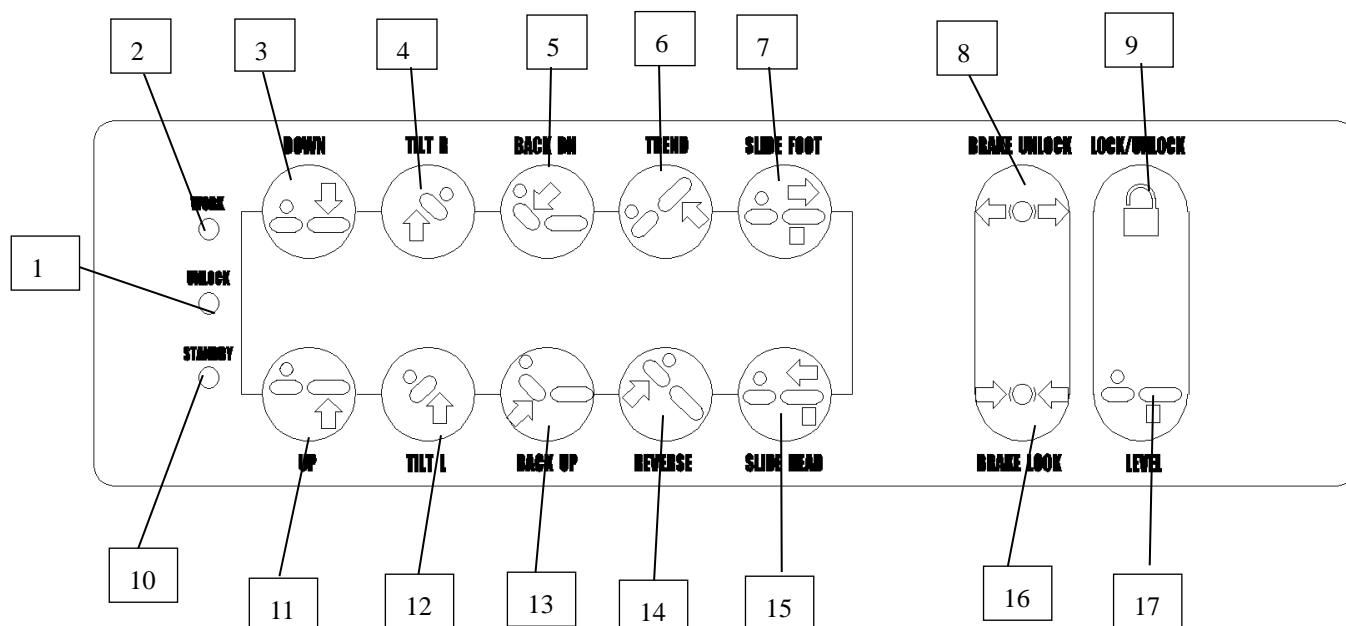 2 3 4 5 6 7 8 9
DOWN TILT R BACK DN TREND SLIDE FOOT BRAKE UNLOCK LOCK/UNLOCK
WORK
1
UNLOCK
STANDBY
UP TILT L BACK UP REVERSE SLIDE HEAD BRAKE LOOK LEVEL
10 11 12 13 14 15 16 17